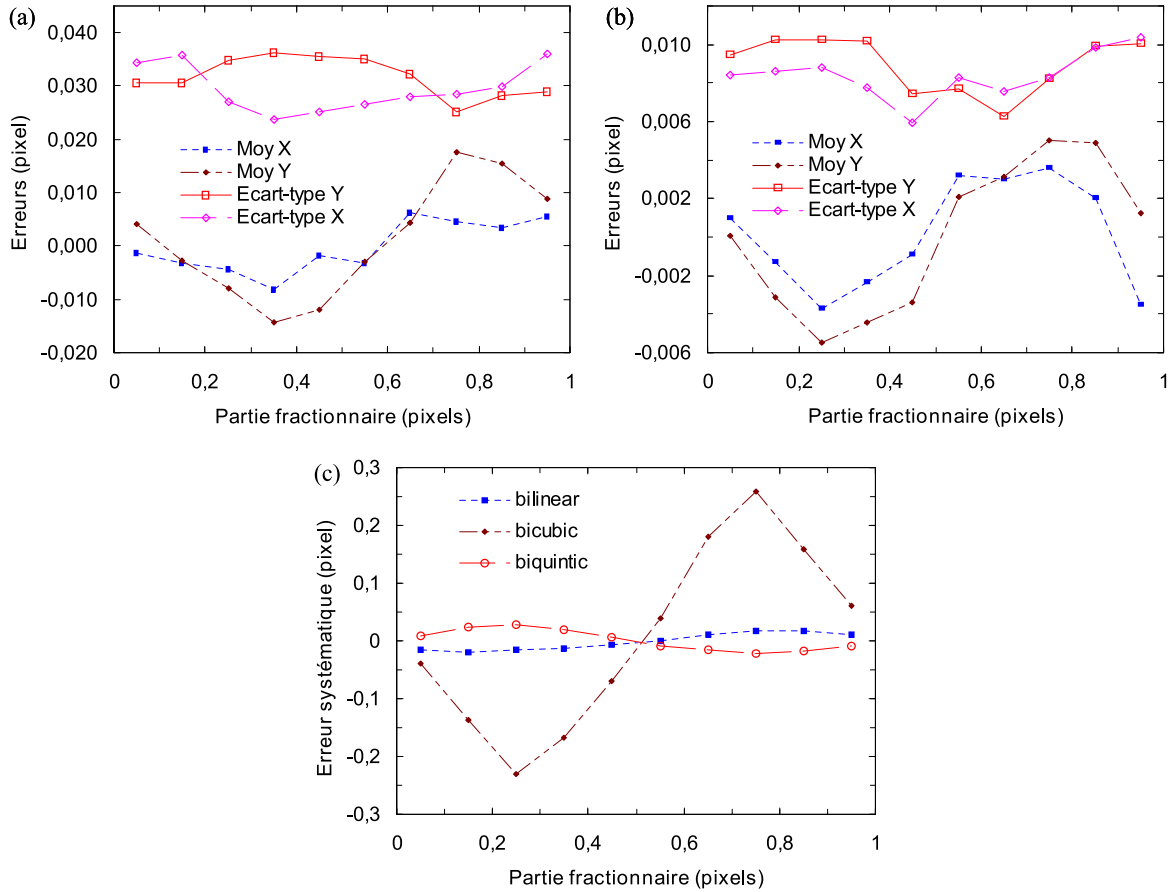 (a)
Erreurs (pixel)
0,040
0,030
0,020
0,010
0,000
-0,010
-0,020
Moy X
Moy Y
Ecart-type Y
Ecart-type X
0 0,2 0,4 0,6 0,8 1
Partie fractionnaire (pixels)
(b)
Erreurs (pixel)
0,010
0,006
0,002
-0,002
-0,006
Moy X
Moy Y
Ecart-type Y
Ecart-type X
0 0,2 0,4 0,6 0,8 1
Partie fractionnaire (pixels)
(c)
Erreur systématique (pixel)
0,3
0,2
0,1
0
-0,1
-0,2
-0,3
bilinear
bicubic
biquintic
0 0,2 0,4 0,6 0,8 1
Partie fractionnaire (pixels)